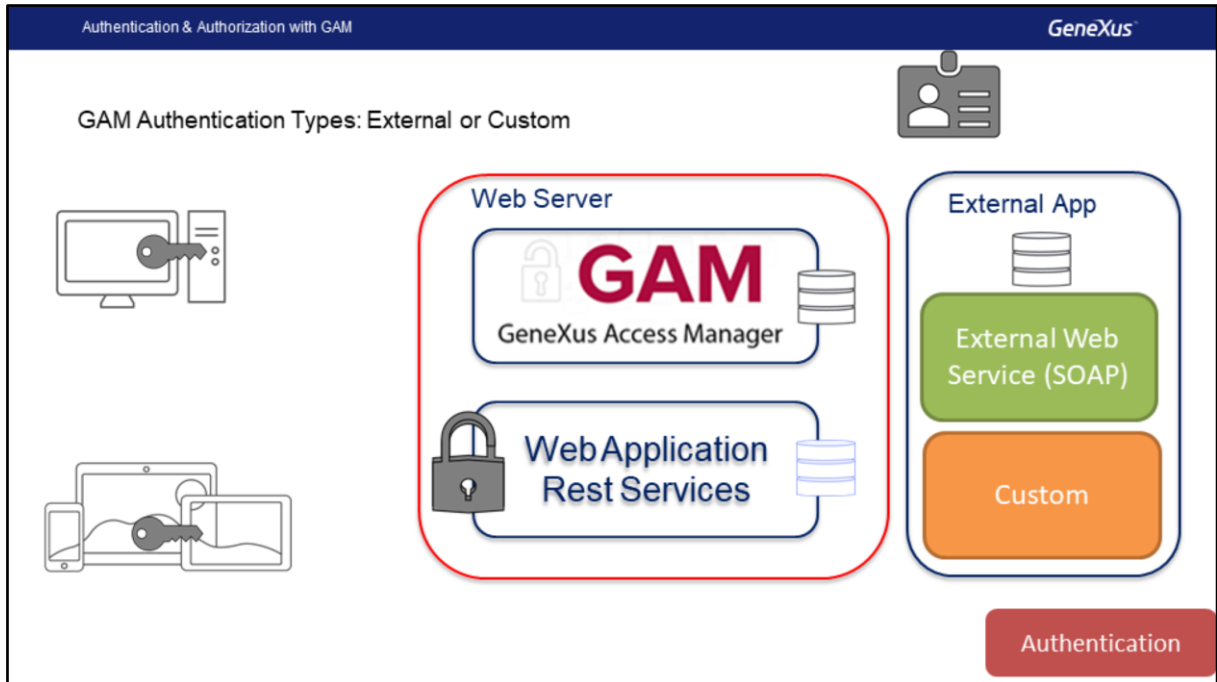 Authentication & Authorization with GAM
GeneXus™
GAM Authentication Types: External or Custom
Web Server
GAM
GeneXus Access Manager
Web Application
Rest Services
External App
External Web
Service (SOAP)
Custom
Authentication